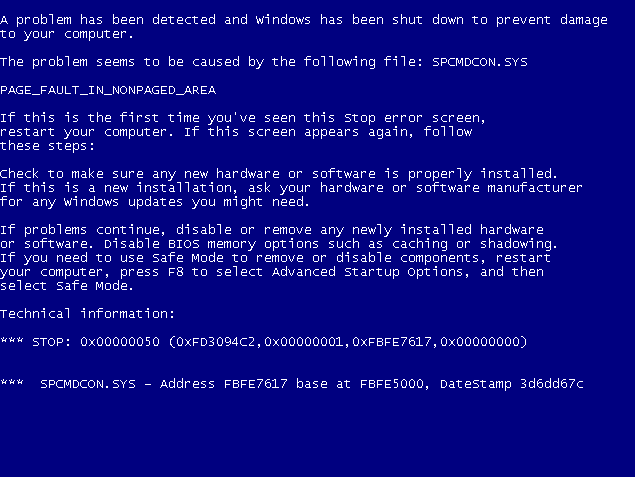 A problem has been detected and Windows has been shut down to prevent damage
to your computer.
The problem seems to be caused by the following file: SPCMDCON.SYS
PAGE_FAULT_IN_NONPAGED_AREA
If this is the first time you've seen this Stop error screen,
restart your computer. If this screen appears again, follow
these steps:
Check to make sure any new hardware or software is properly installed.
If this is a new installation, ask your hardware or software manufacturer
for any Windows updates you might need.
If problems continue, disable or remove any newly installed hardware
or software. Disable BIOS memory options such as caching or shadowing.
If you need to use Safe Mode to remove or disable components, restart
your computer, press F8 to select Advanced Startup Options, and then
select Safe Mode.
Technical information:
*** STOP: 0x00000050 (0xFD3094C2,0x00000001,0xFBFE7617,0x00000000)
*** SPCMDCON.SYS - Address FBFE7617 base at FBFE5000, DateStamp 3d6dd67c